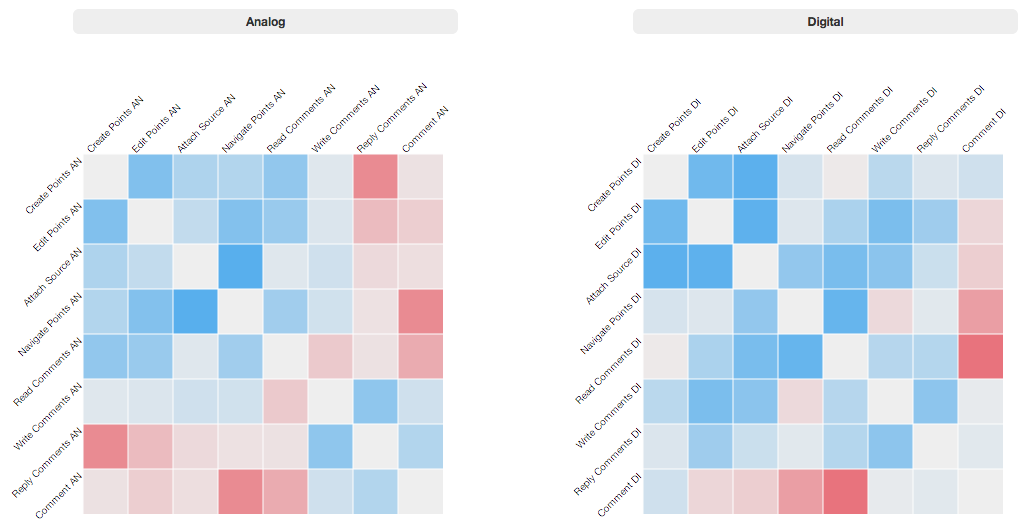 Analog
Digital
Create Points AN
Edit Points AN
Attach Source AN
Navigate Points AN
Read Comments AN
Write Comments AN
Reply Comments AN
Comment AN
Create Points DI
Edit Points DI
Attach Source DI
Navigate Points DI
Read Comments DI
Write Comments DI
Reply Comments DI
Comment DI
Create Points AN
Edit Points AN
Attach Source AN
Navigate Points AN
Read Comments AN
Write Comments AN
Reply Comments AN
Comment AN
Create Points DI
Edit Points DI
Attach Source DI
Navigate Points DI
Read Comments DI
Write Comments DI
Reply Comments DI
Comment DI